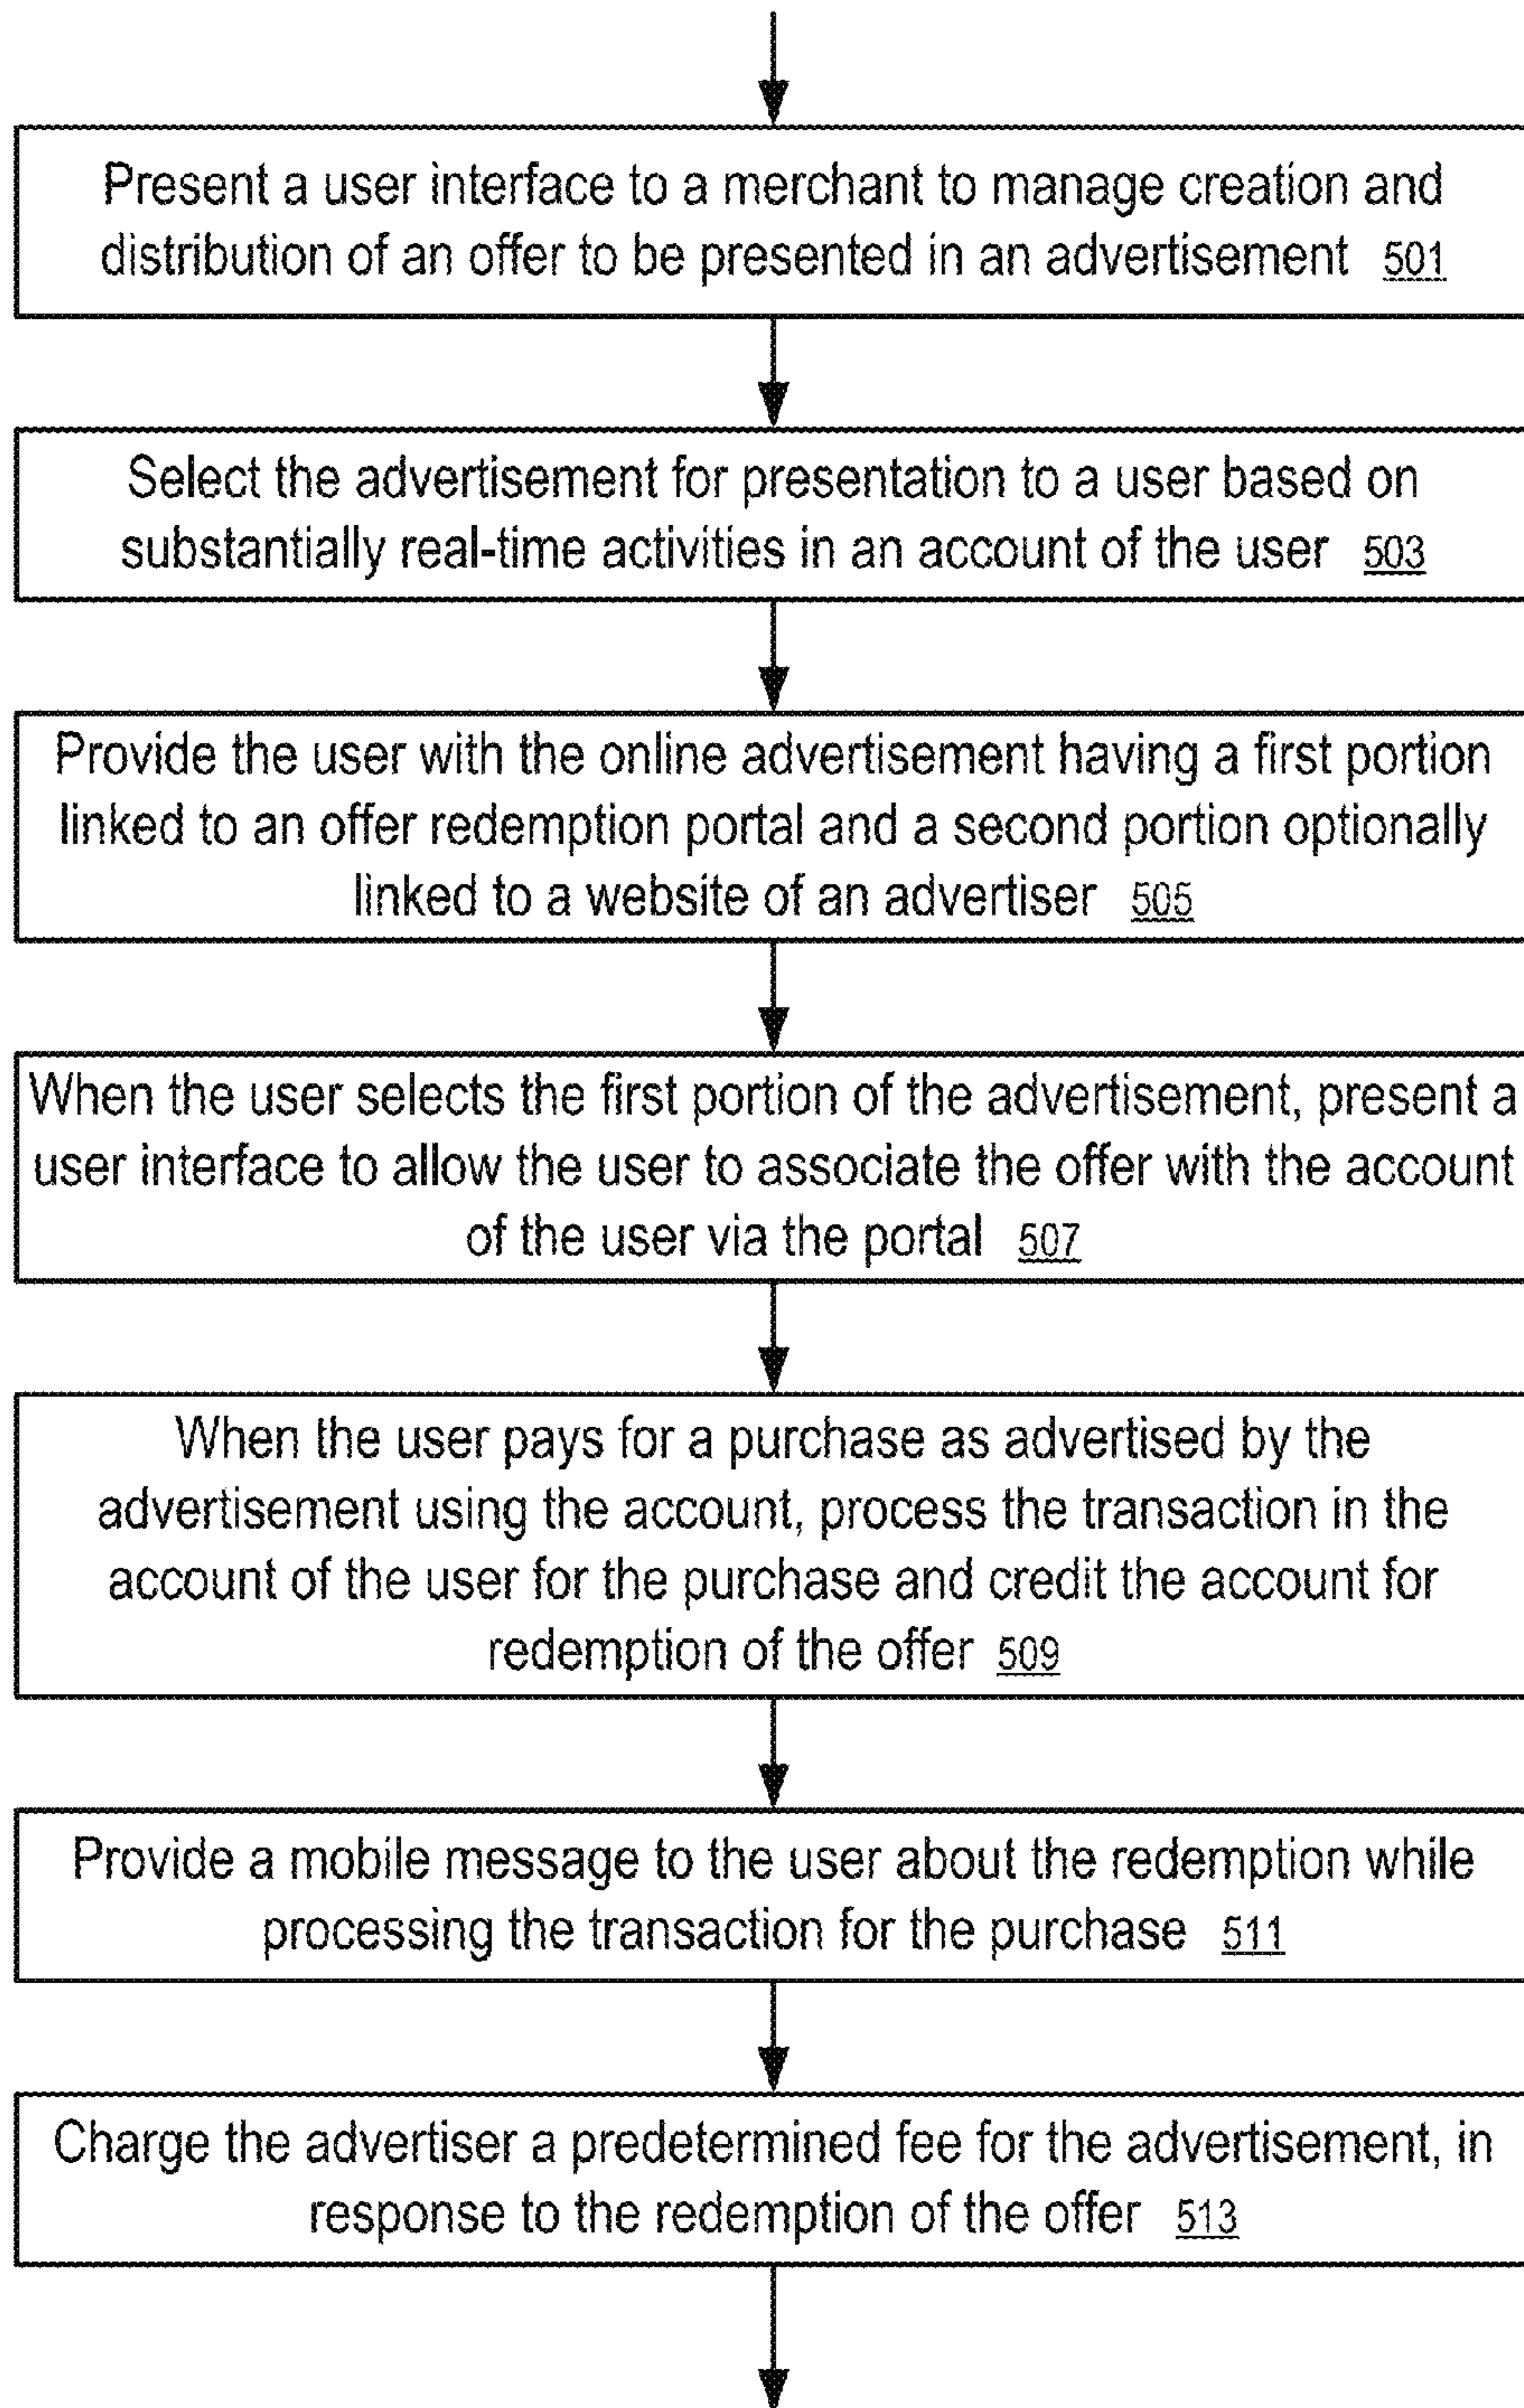 Present a user interface to a merchant to manage creation and
distribution of an offer to be presented in an advertisement 501
Select the advertisement for presentation to a user based on
substantially real-time activities in an account of the user 503
Provide the user with the online advertisement having a first portion
linked to an offer redemption portal and a second portion optionally
linked to a website of an advertiser 505
When the user selects the first portion of the advertisement, present a
user interface to allow the user to associate the offer with the account
of the user via the portal 507
When the user pays for a purchase as advertised by the
advertisement using the account, process the transaction in the
account of the user for the purchase and credit the account for
redemption of the offer 509
Provide a mobile message to the user about the redemption while
processing the transaction for the purchase 511
Charge the advertiser a predetermined fee for the advertisement, in
response to the redemption of the offer 513